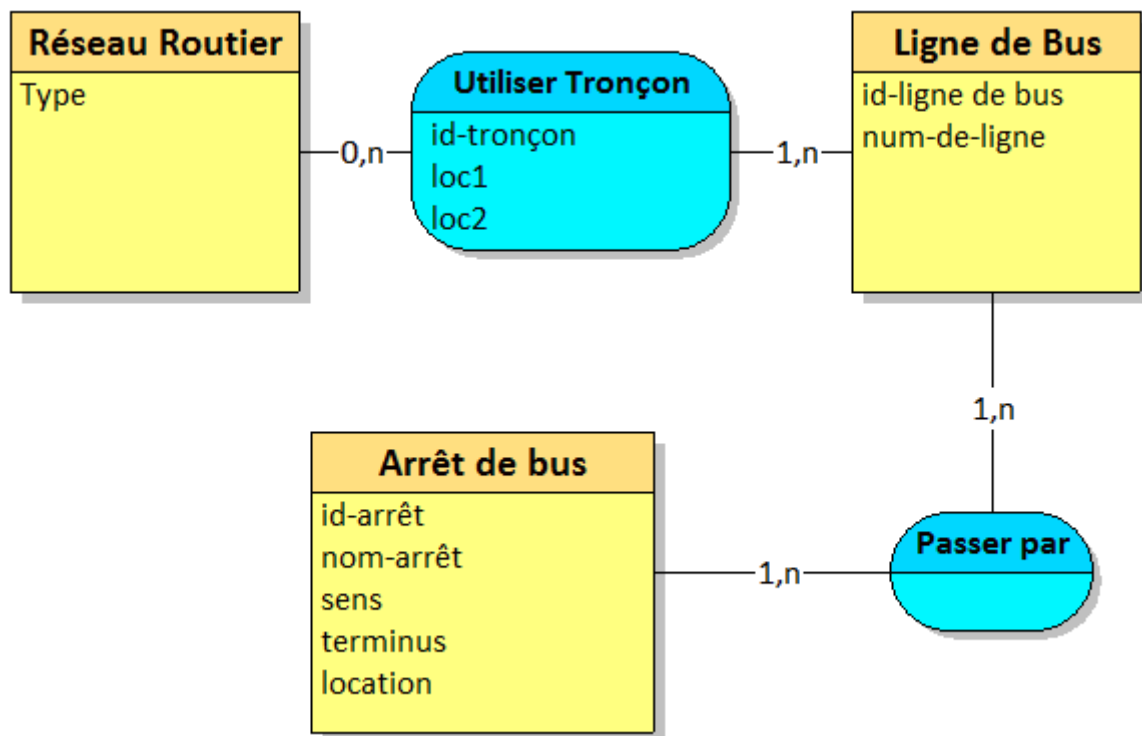 Réseau Routier
Type
0,n
Utiliser Tronçon
id-tronçon
loc1
loc2
1,n
Ligne de Bus
id-ligne de bus
num-de-ligne
1,n
Arrêt de bus
id-arrêt
nom-arrêt
sens
terminus
location
1,n
Passer par